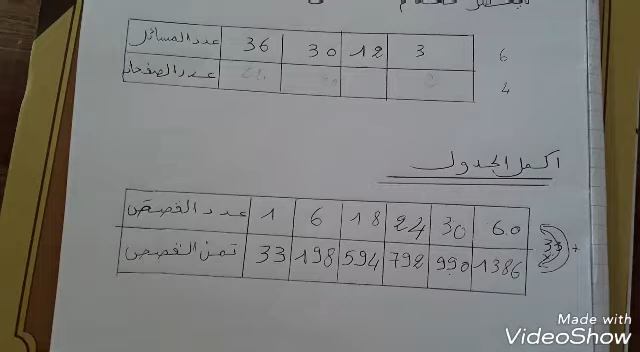 عدد المسائل 36 30 12 3 6
عدد الصفحات 4
اكمل الجدول
عدد القصص 1 6 18 24 30 60
ثمن القصص 33 198 594 792 990 1386
Made with
VideoShow